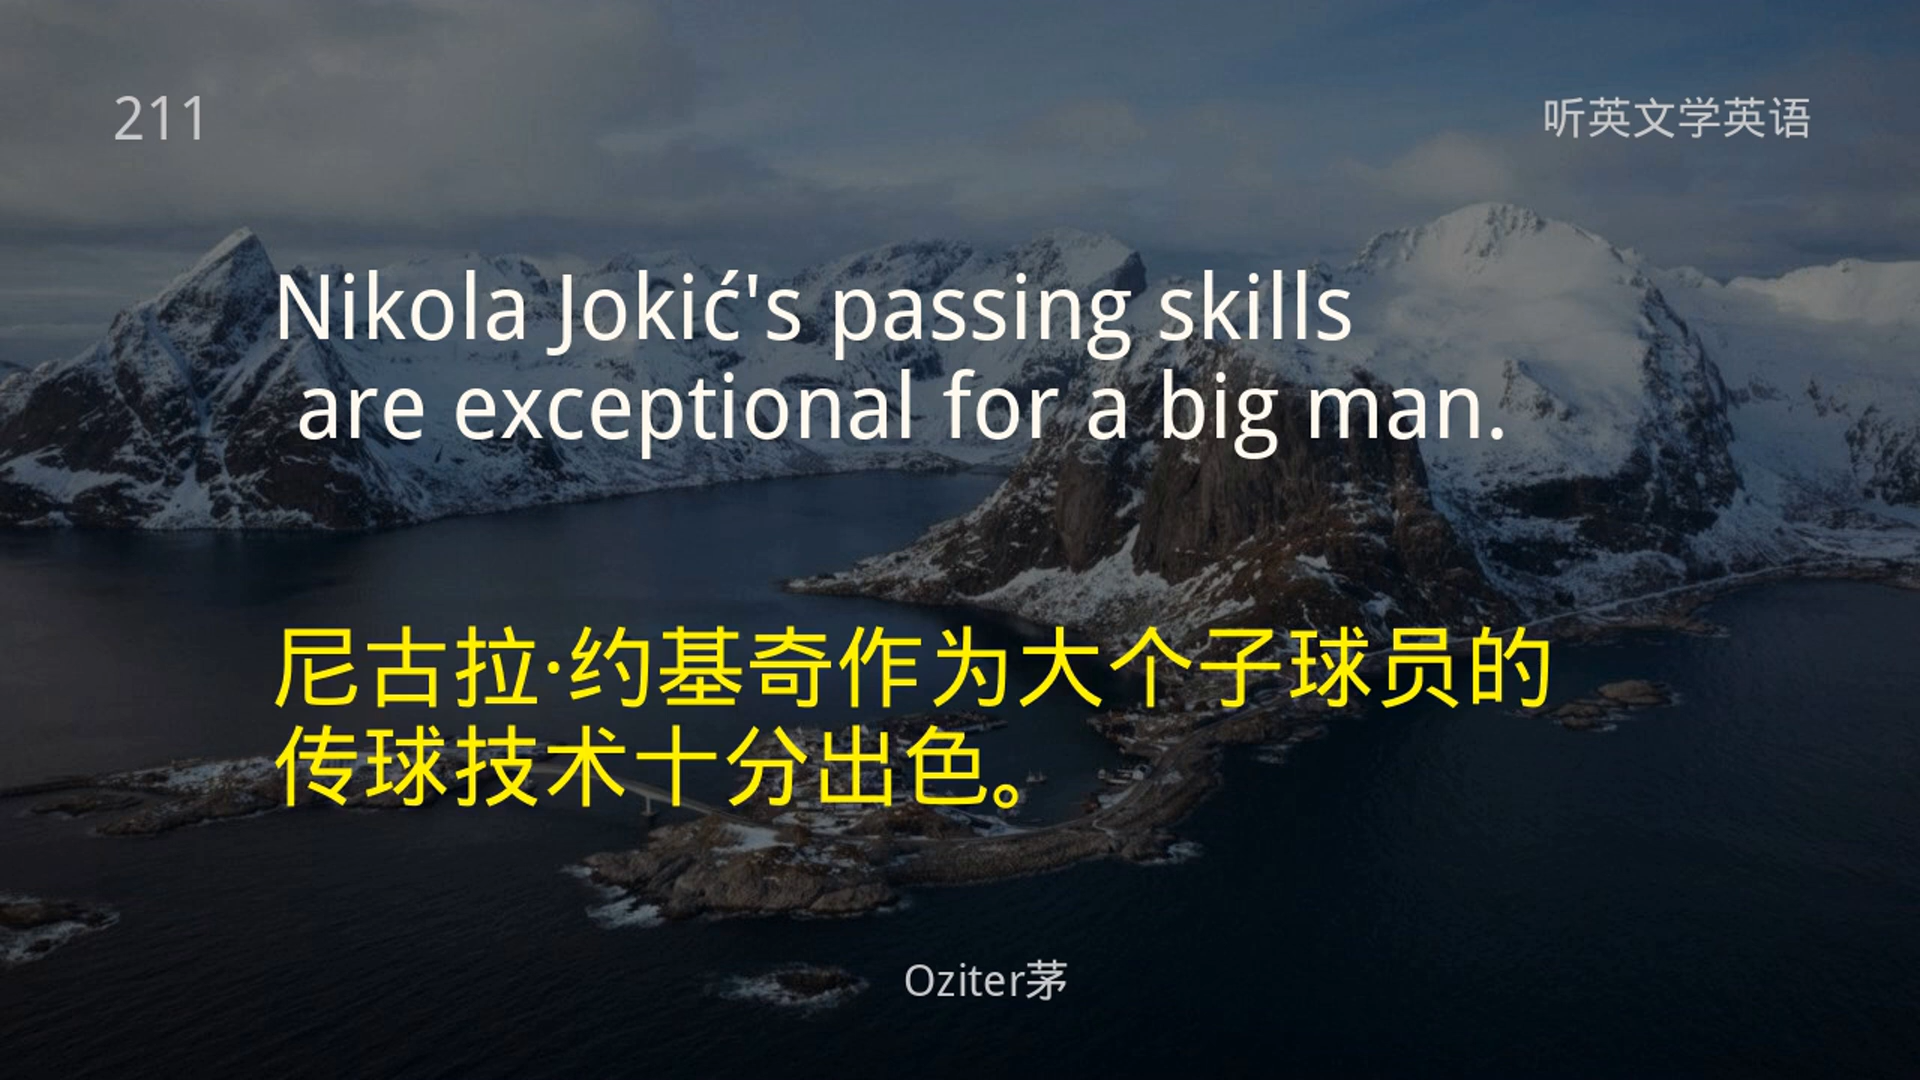 211
听英文学英语
Nikola Jokić's passing skills
are exceptional for a big man.
尼古拉·约基奇作为大个子球员的
传球技术十分出色。
Oziter茅